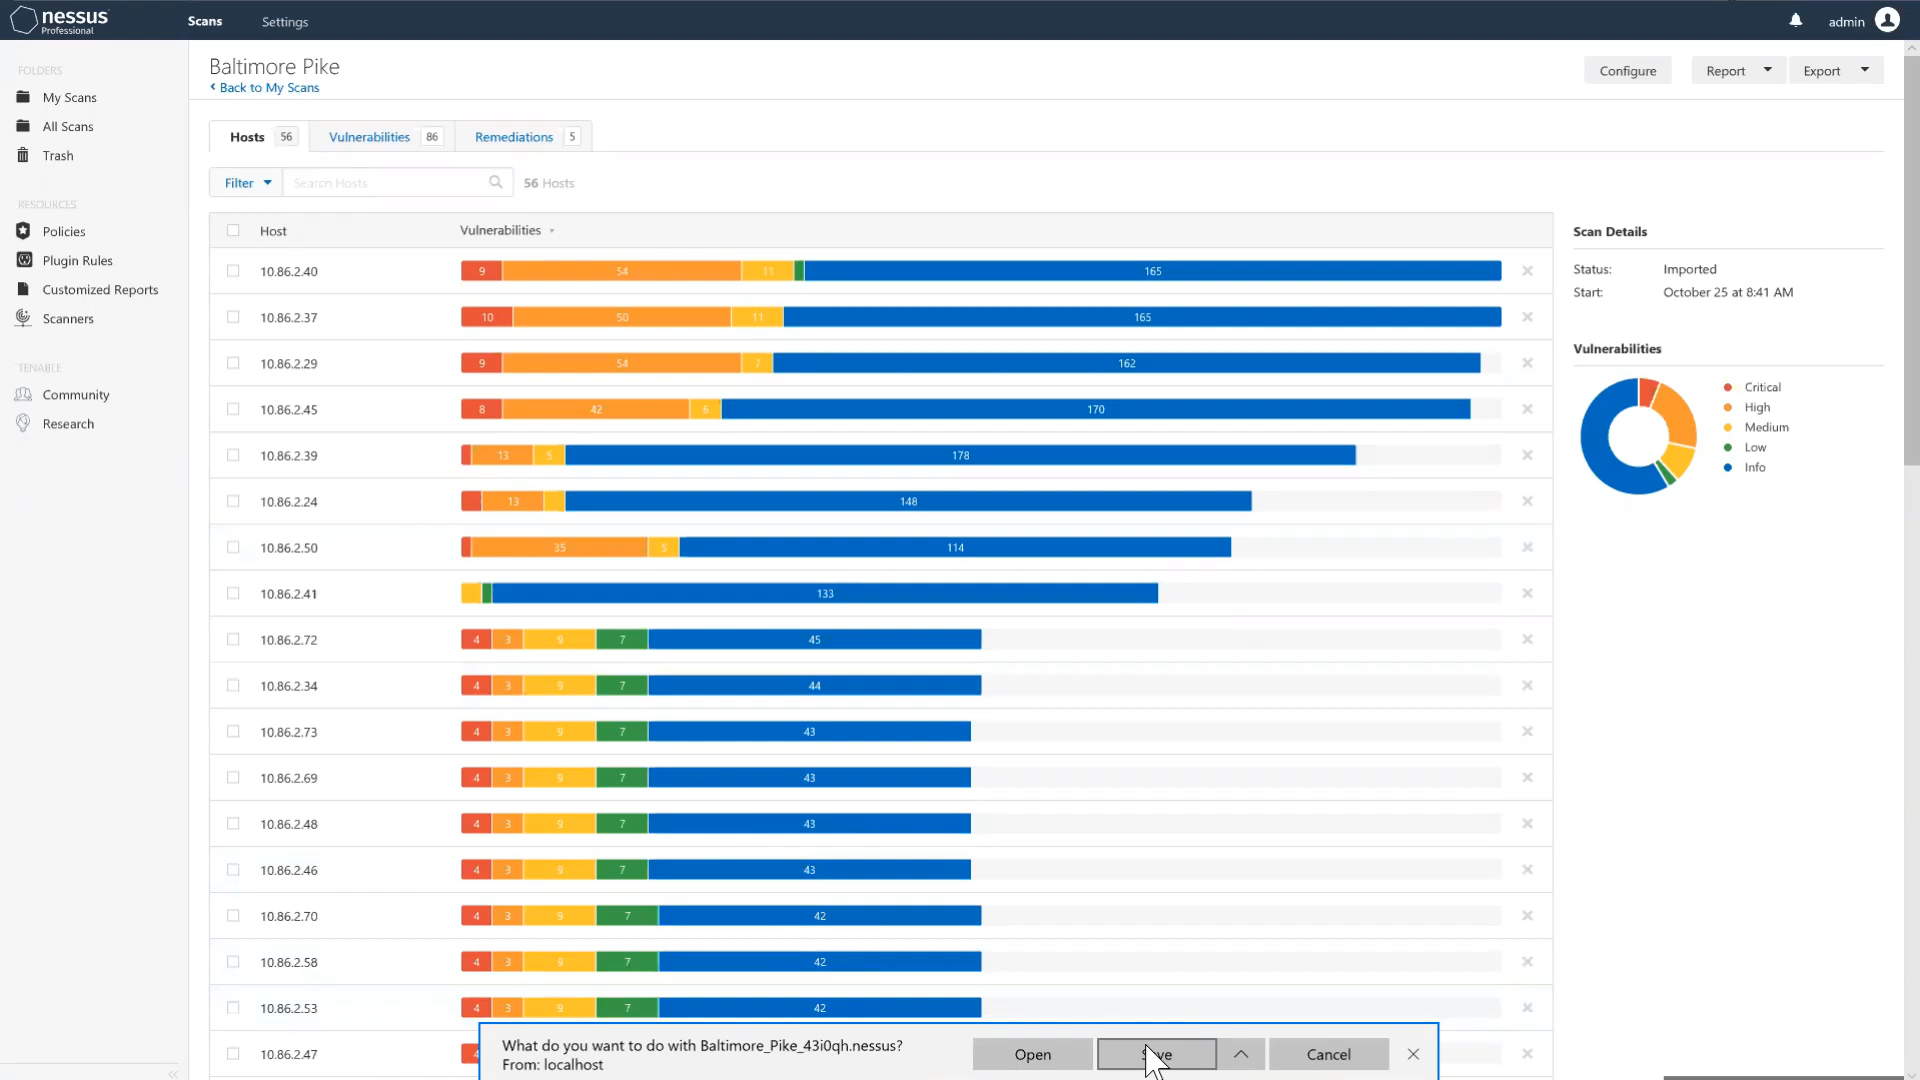 nessus
Professional
Scans
Settings
admin
FOLDERS
My Scans
All Scans
Trash
RESOURCES
Policies
Plugin Rules
Customized Reports
Scanners
TENABLE
Community
Research
Baltimore Pike
Back to My Scans
Configure
Report
Export
Hosts 56
Vulnerabilities 86
Remediations 5
Filter
Search Hosts
56 Hosts
Host Vulnerabilities
10.86.2.40 9 54 11 165
10.86.2.37 10 50 11 165
10.86.2.29 9 54 7 162
10.86.2.45 8 42 6 170
10.86.2.39 13 5 178
10.86.2.24 13 148
10.86.2.50 35 5 114
10.86.2.41 133
10.86.2.72 4 3 9 7 45
10.86.2.34 4 3 9 7 44
10.86.2.73 4 3 9 7 43
10.86.2.69 4 3 9 7 43
10.86.2.48 4 3 9 7 43
10.86.2.46 4 3 9 7 43
10.86.2.70 4 3 9 7 42
10.86.2.58 4 3 9 7 42
10.86.2.53 4 3 9 7 42
10.86.2.47 4
Scan Details
Status: Imported
Start: October 25 at 8:41 AM
Vulnerabilities
Critical
High
Medium
Low
Info
What do you want to do with Baltimore_Pike_43i0qh.nessus?
From: localhost
Open
Cancel